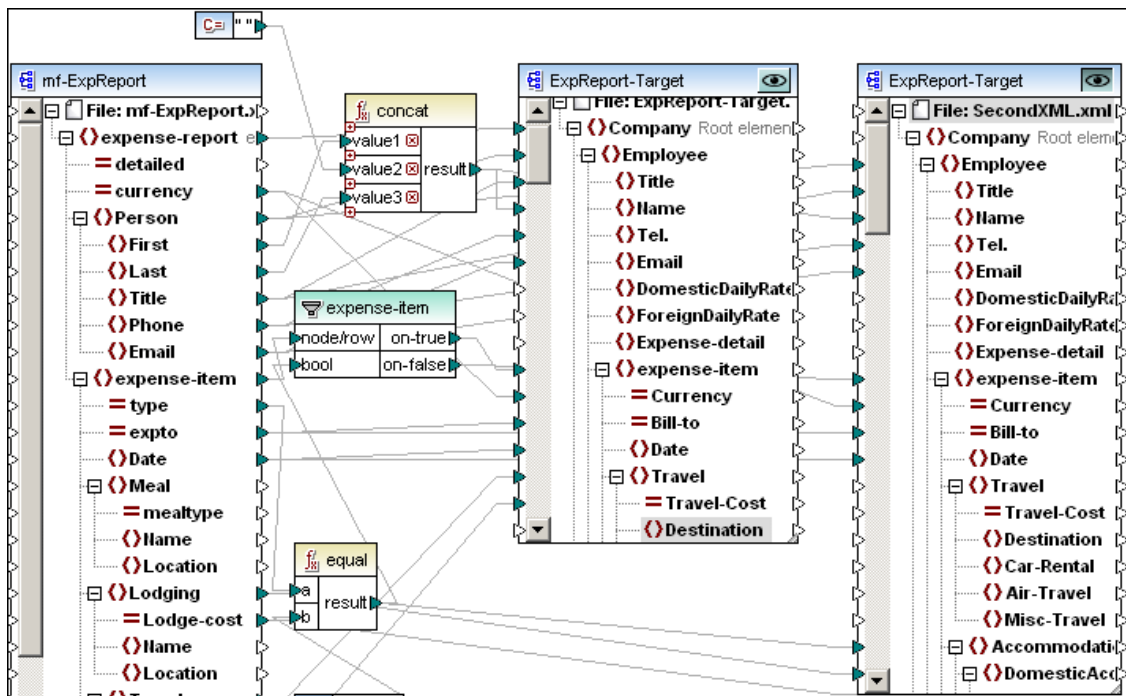 C= " "
mf-ExpReport
File: mf-ExpReport.x
expense-report e
detailed
currency
Person
First
Last
Title
Phone
Email
expense-item
type
expto
Date
Meal
mealtype
Name
Location
Lodging
Lodge-cost
Name
Location
concat
value1
value2 result
value3
expense-item
node/row on-true
bool on-false
equal
a
result
b
ExpReport-Target
File: ExpReport-Target.
Company Root elemen
Employee
Title
Name
Tel.
Email
DomesticDailyRate
ForeignDailyRate
Expense-detail
expense-item
Currency
Bill-to
Date
Travel
Travel-Cost
Destination
ExpReport-Target
File: SecondXML.xml
Company Root elem
Employee
Title
Name
Tel.
Email
DomesticDailyRa
ForeignDailyRate
Expense-detail
expense-item
Currency
Bill-to
Date
Travel
Travel-Cost
Destination
Car-Rental
Air-Travel
Misc-Travel
Accommodati
DomesticAcc